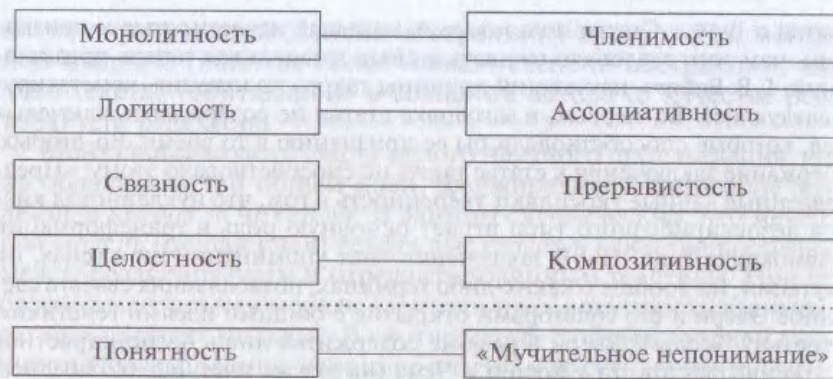 Монолитность Членимость
Логичность Ассоциативность
Связность Прерывистость
Целостность Композитивность
Понятность «Мучительное непонимание»